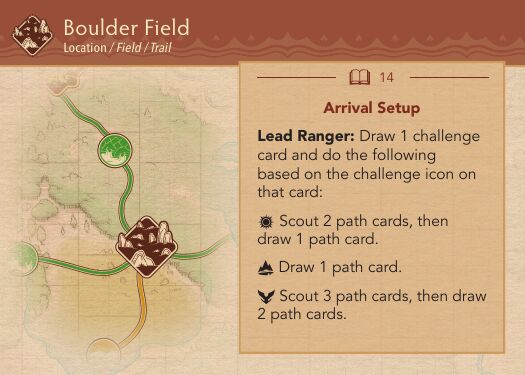 Boulder Field
Location / Field / Trail
14
Arrival Setup
Lead Ranger: Draw 1 challenge
card and do the following
based on the challenge icon on
that card:
Scout 2 path cards, then
draw 1 path card.
Draw 1 path card.
Scout 3 path cards, then draw
2 path cards.